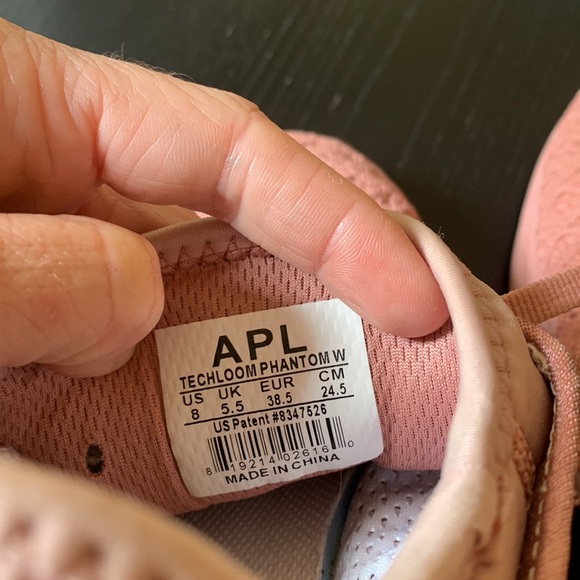 APL
TECHLOOM PHANTOM W
US UK EUR CM
8 5.5 38.5 24.5
US Patent #8347526
8 19214 02616 0
MADE IN CHINA